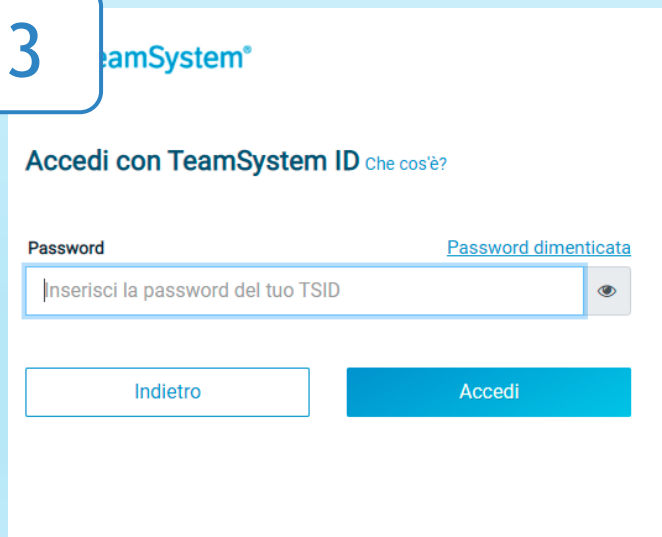 3
eamSystem®
Accedi con TeamSystem ID Che cos'è?
Password Password dimenticata
Inserisci la password del tuo TSID
Indietro Accedi